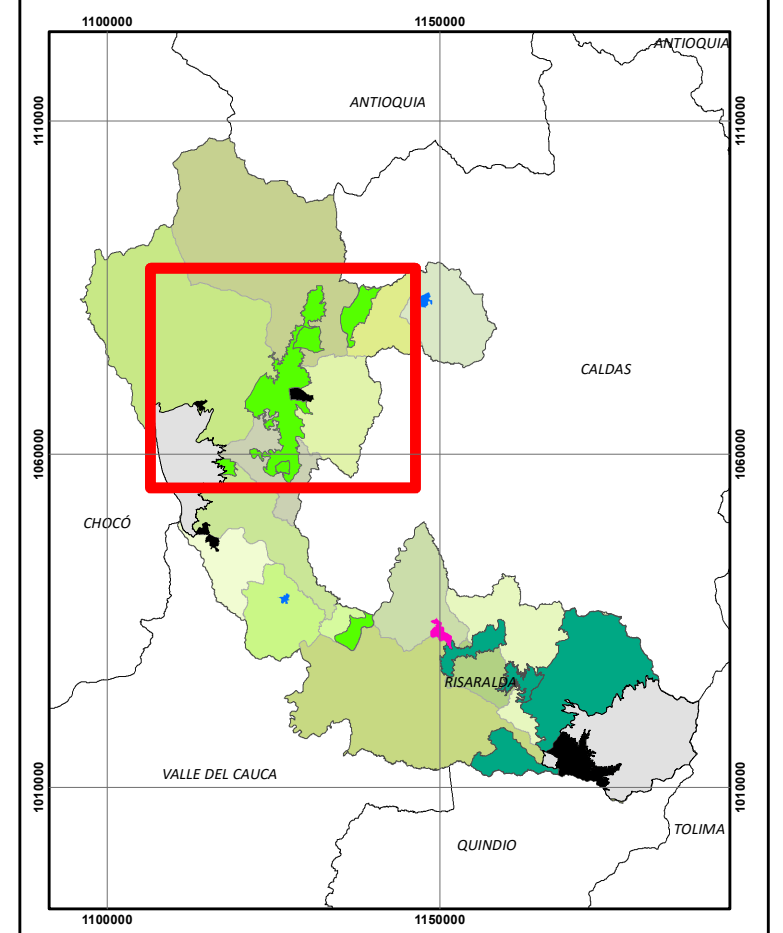 1100000 1150000
ANTIOQUIA
ANTIOQUIA
1110000 1110000
CALDAS
1060000 1060000
CHOCÓ
RISARALDA
VALLE DEL CAUCA
1010000 1010000
TOLIMA
QUINDIO
1100000 1150000